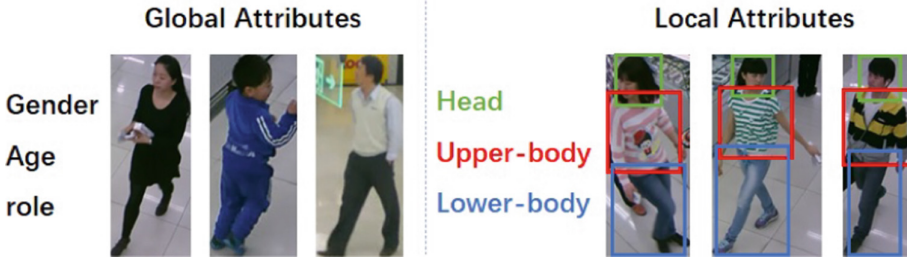 Global Attributes
Gender
Age
role
Local Attributes
Head
Upper-body
Lower-body